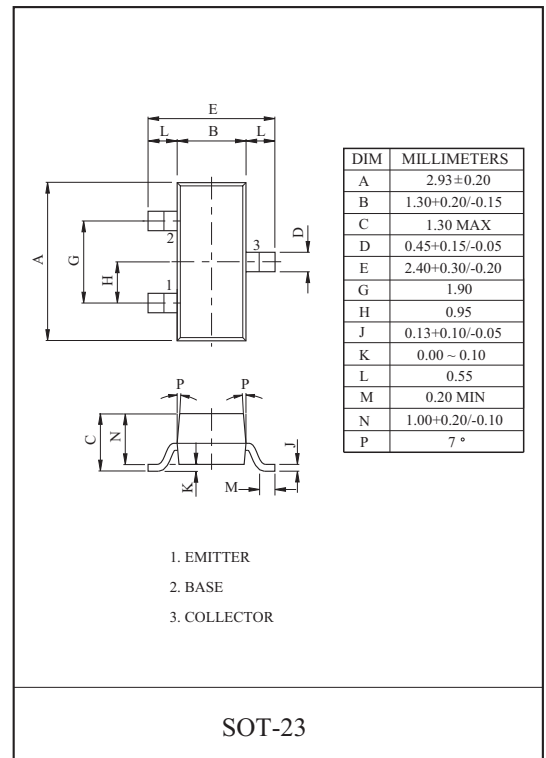 E
L B L
A
G
H
D
2
3
1
DIM MILLIMETERS
A 2.93±0.20
B 1.30+0.20/-0.15
C 1.30 MAX
D 0.45+0.15/-0.05
E 2.40+0.30/-0.20
G 1.90
H 0.95
J 0.13+0.10/-0.05
K 0.00 ~ 0.10
L 0.55
M 0.20 MIN
N 1.00+0.20/-0.10
P 7 °
P P
C
N
K
M
J
1. EMITTER
2. BASE
3. COLLECTOR
SOT-23